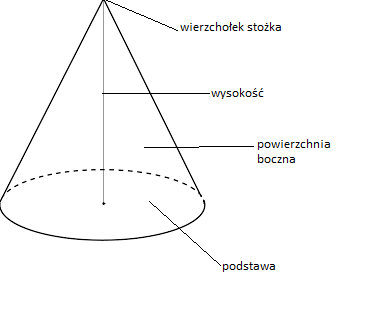 wierzchołek stożka
wysokość
powierzchnia
boczna
podstawa